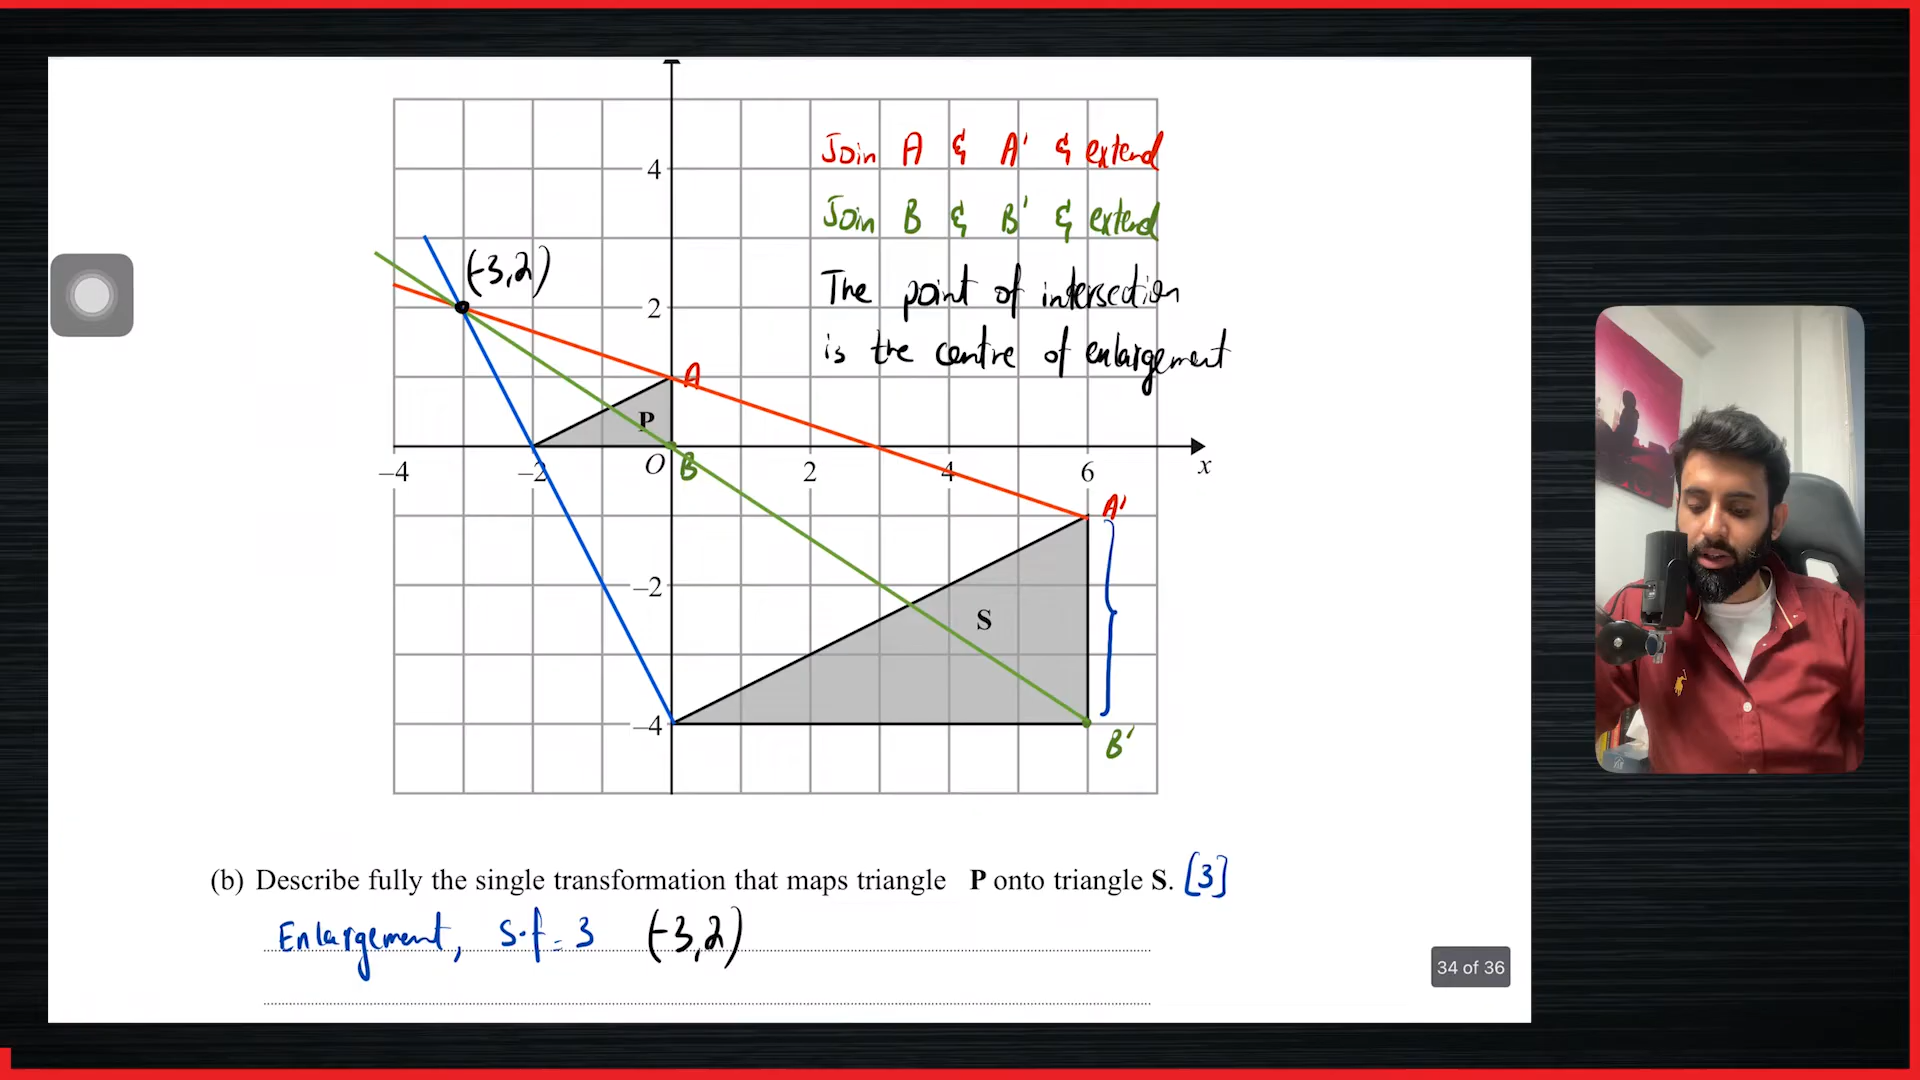 Join A & A' & extend
4
Join B & B' & extend
(-3,2)
The point of intersection
2
is the centre of enlargement
A
P
-4
-2
O
B
2
4
6
x
A'
-2
S
-4
B'
(b) Describe fully the single transformation that maps triangle P onto triangle S. [3]
Enlargement, s.f = 3 (-3,2)
34 of 36